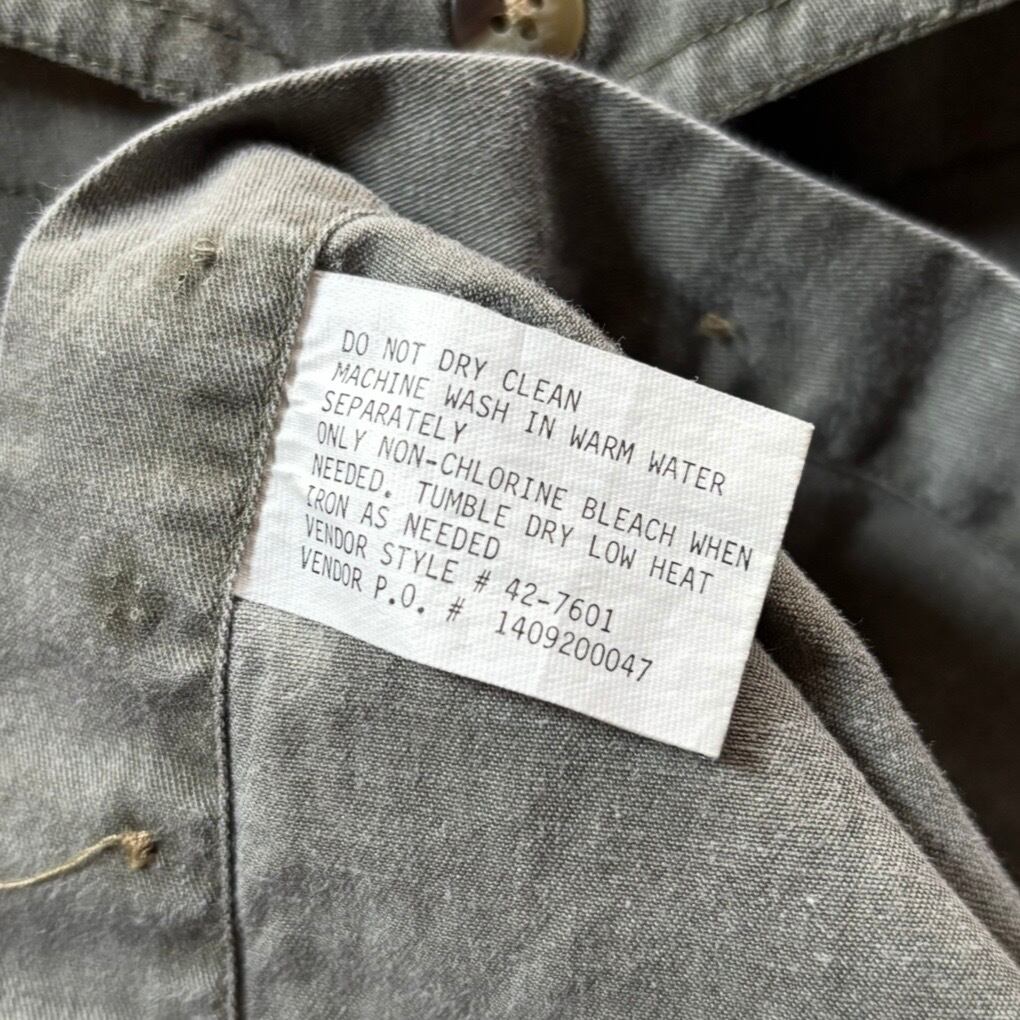 DO NOT DRY CLEAN
MACHINE WASH IN WARM WATER
SEPARATELY
ONLY NON-CHLORINE BLEACH WHEN
NEEDED. TUMBLE DRY LOW HEAT
IRON AS NEEDED
VENDOR STYLE # 42-7601
VENDOR P.O. # 1409200047